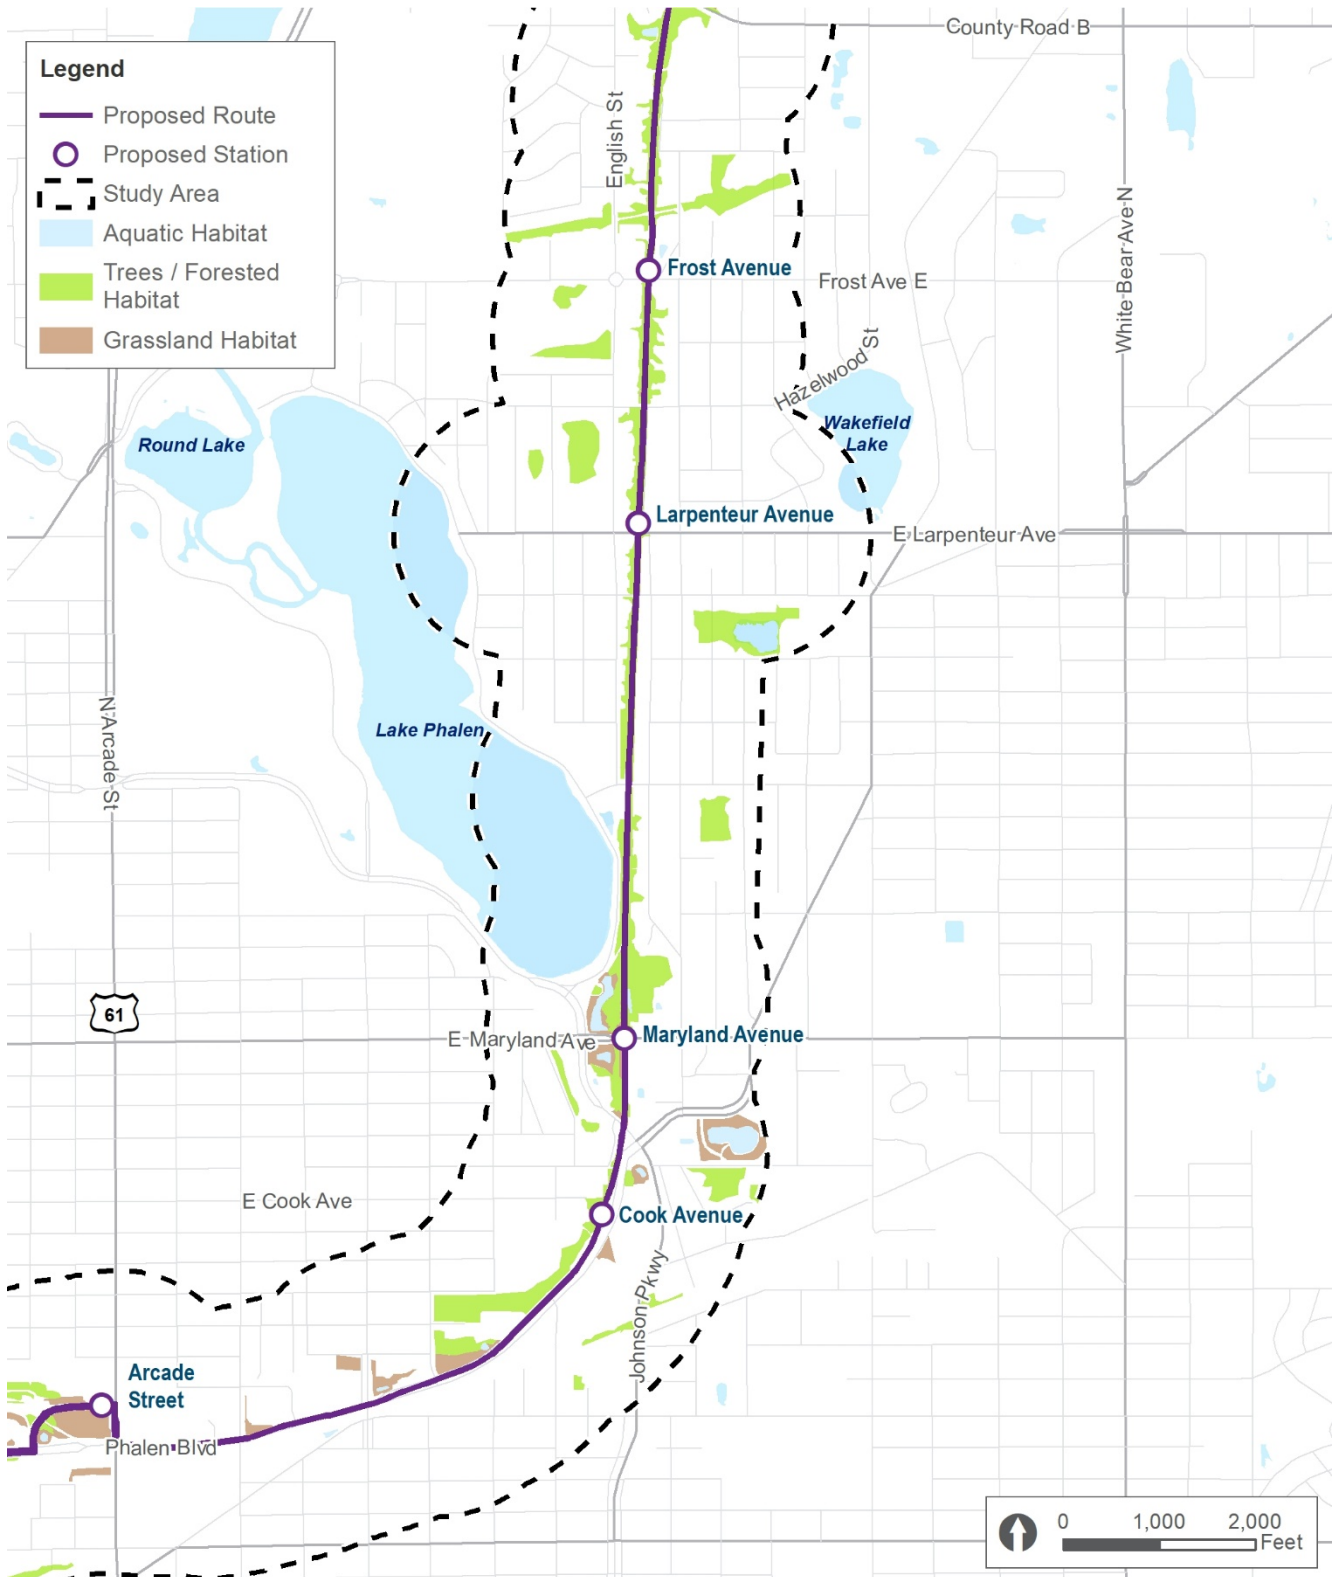 Legend
Proposed Route
Proposed Station
Study Area
Aquatic Habitat
Trees / Forested
Habitat
Grassland Habitat
County Road B
English St
White Bear Ave N
Frost Avenue
Frost Ave E
Hazelwood St
Wakefield
Lake
Round Lake
Larpenteur Avenue
E Larpenteur Ave
N Arcade St
Lake Phalen
61
E Maryland Ave
Maryland Avenue
E Cook Ave
Cook Avenue
Johnson Pkwy
Arcade
Street
Phalen Blvd
0 1,000 2,000
Feet